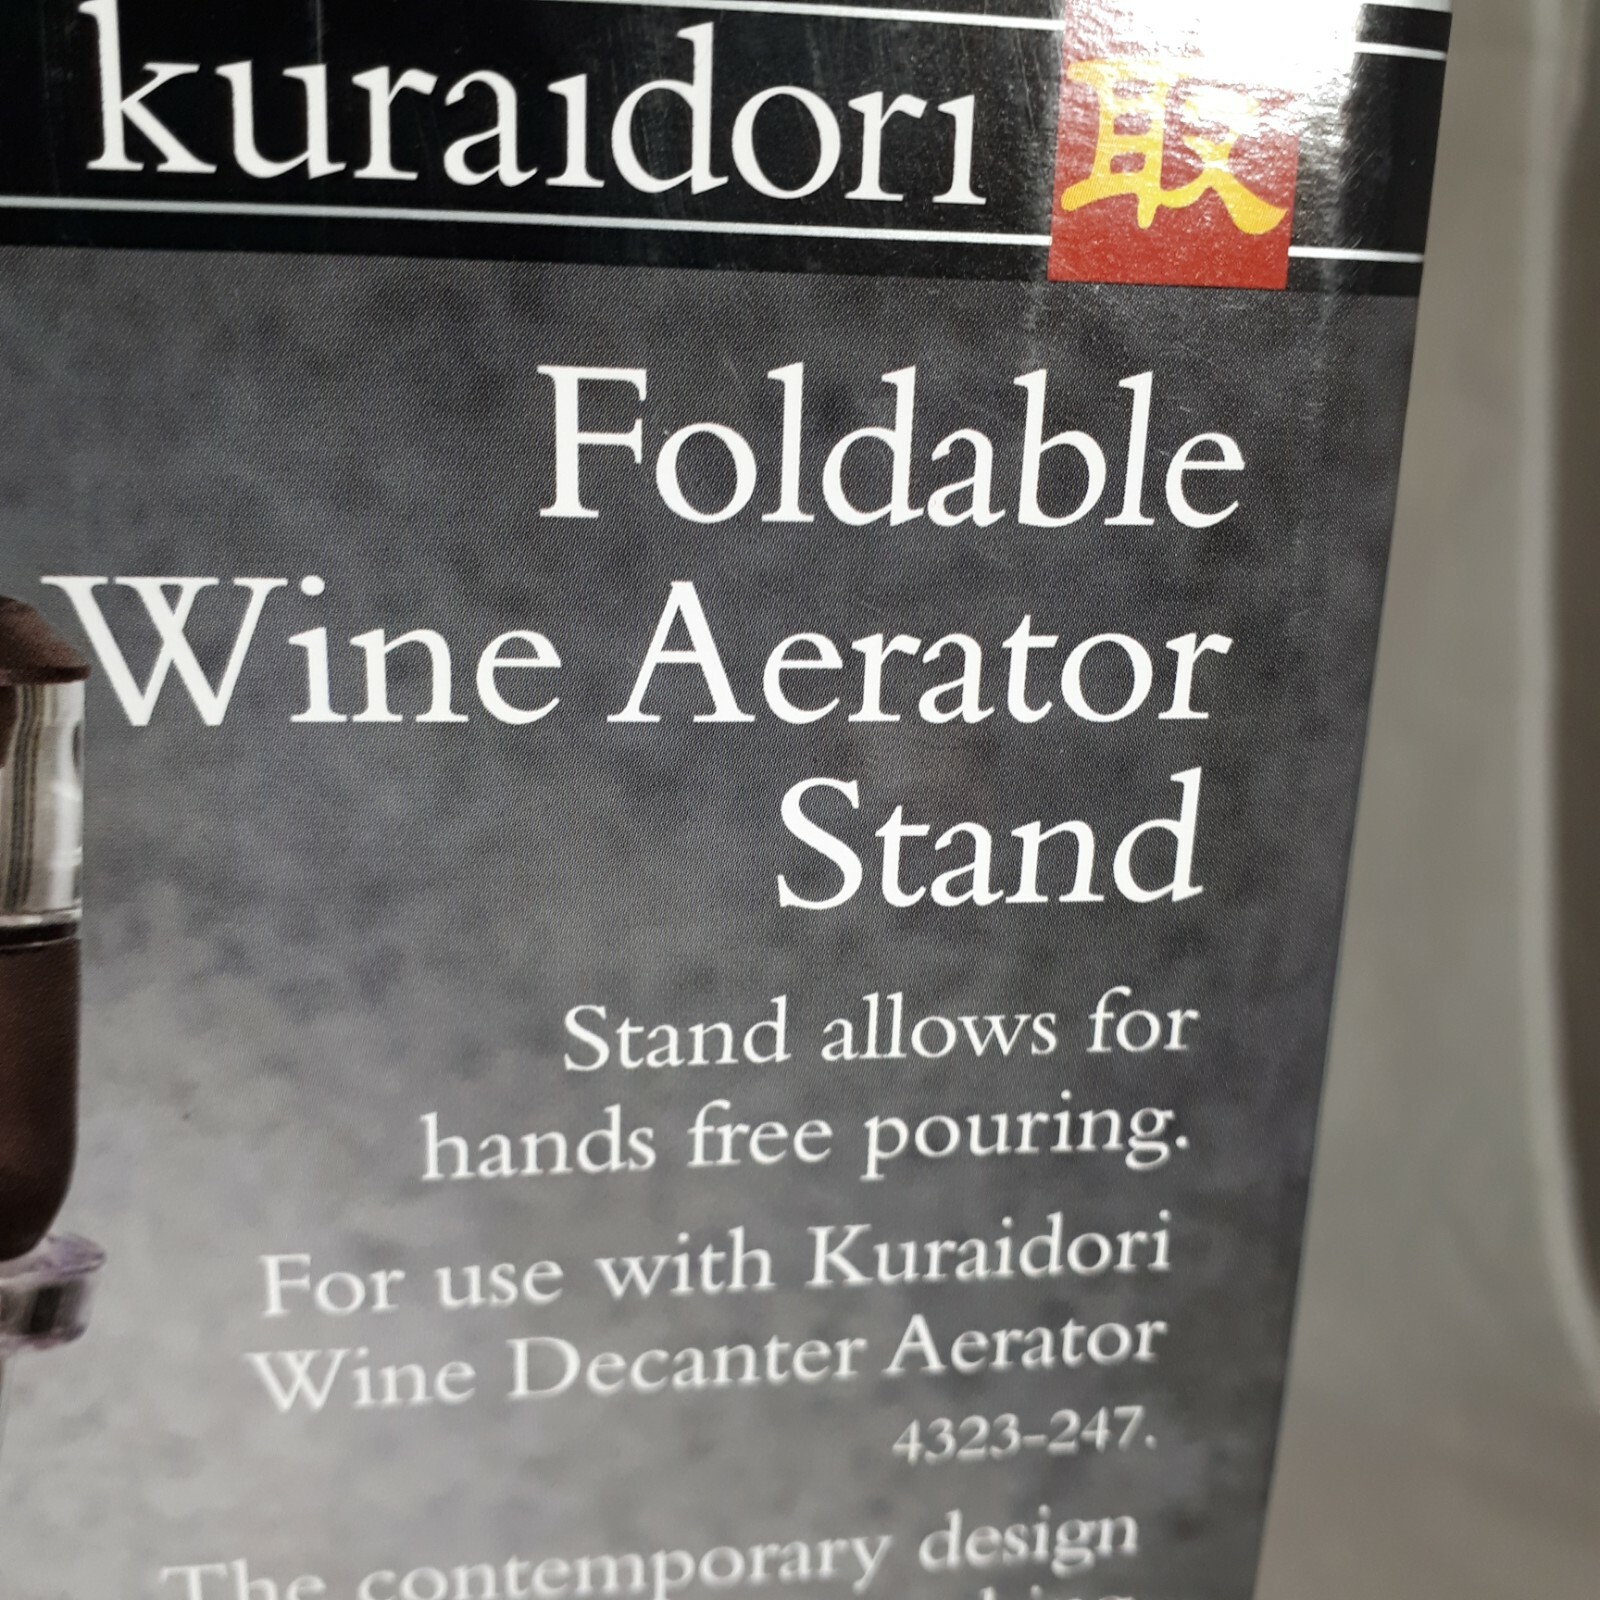 kuraidori 取
Foldable
Wine Aerator
Stand
Stand allows for
hands free pouring.
For use with Kuraidori
Wine Decanter Aerator
4323-247.
The contemporary design